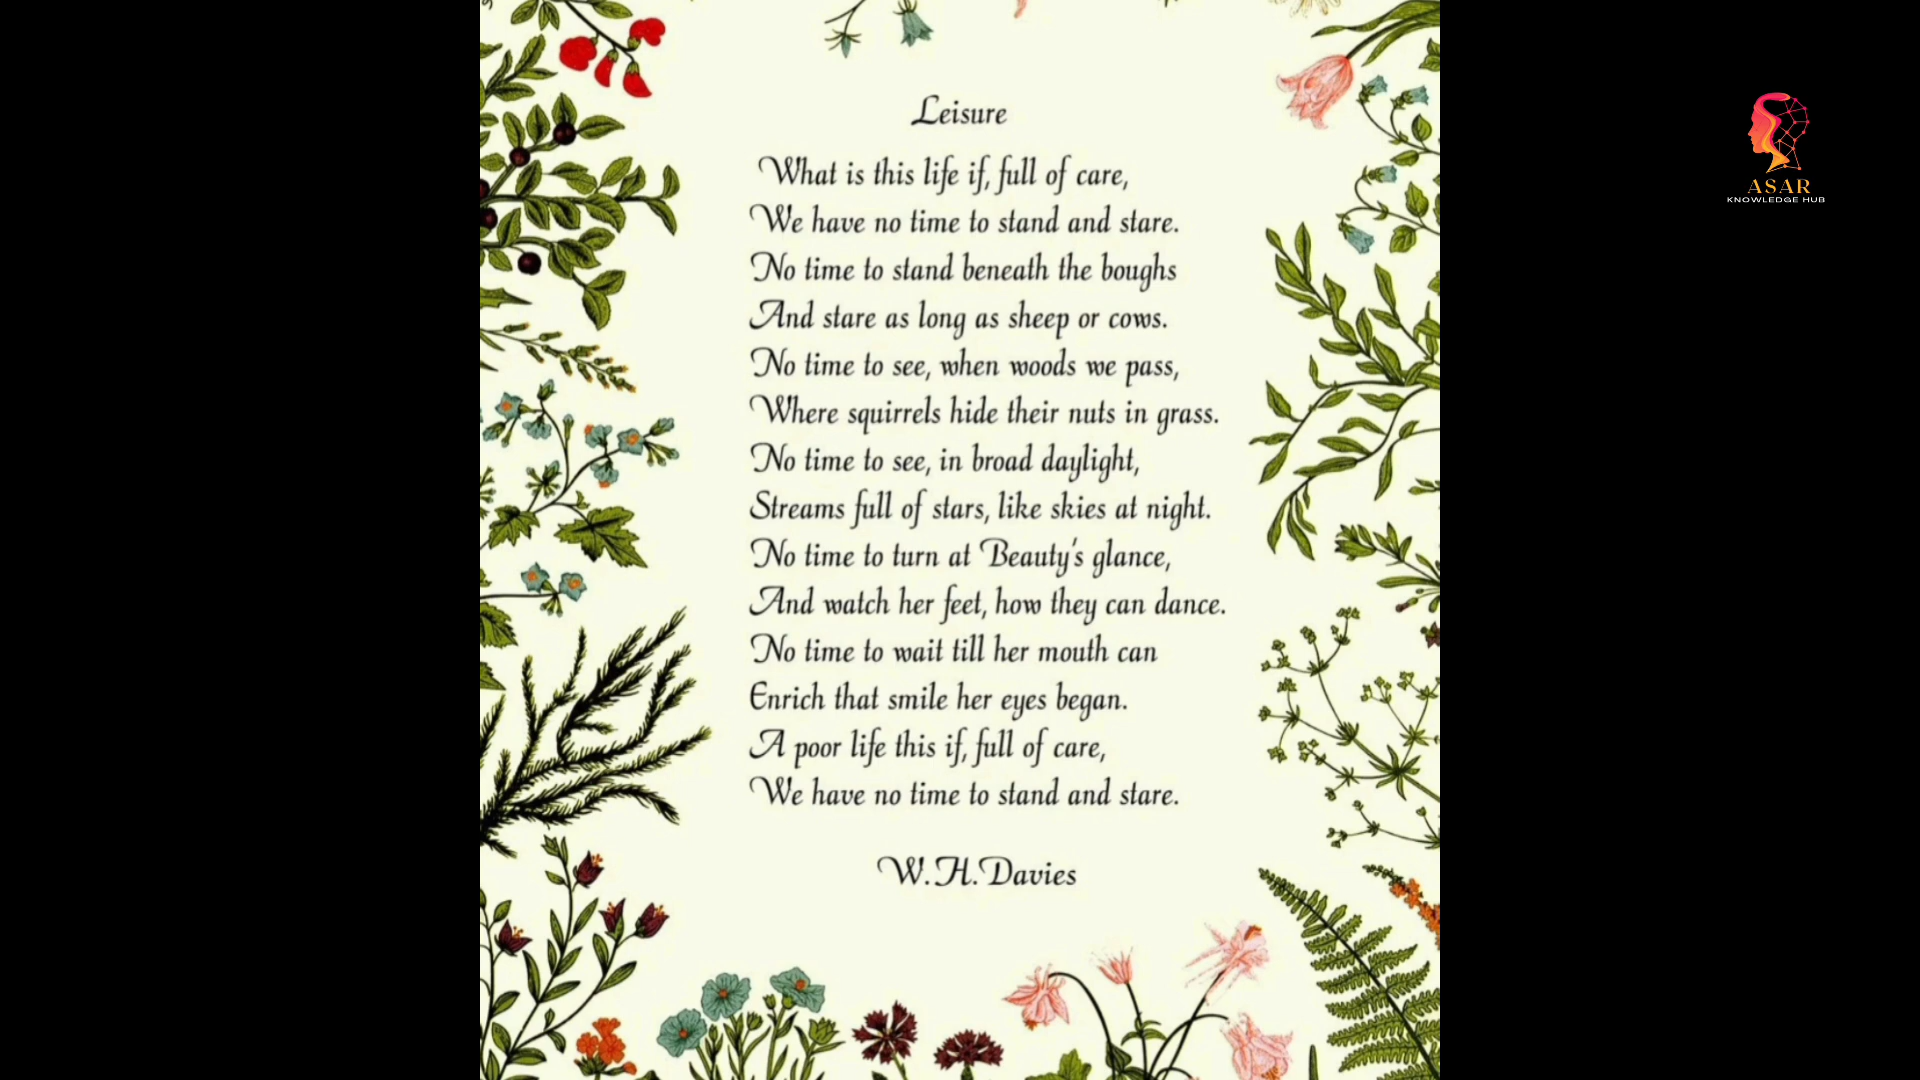 Leisure
What is this life if, full of care,
We have no time to stand and stare.
No time to stand beneath the boughs
And stare as long as sheep or cows.
No time to see, when woods we pass,
Where squirrels hide their nuts in grass.
No time to see, in broad daylight,
Streams full of stars, like skies at night.
No time to turn at Beauty's glance,
And watch her feet, how they can dance.
No time to wait till her mouth can
Enrich that smile her eyes began.
A poor life this if, full of care,
We have no time to stand and stare.
W.H.Davies
ASAR
KNOWLEDGE HUB